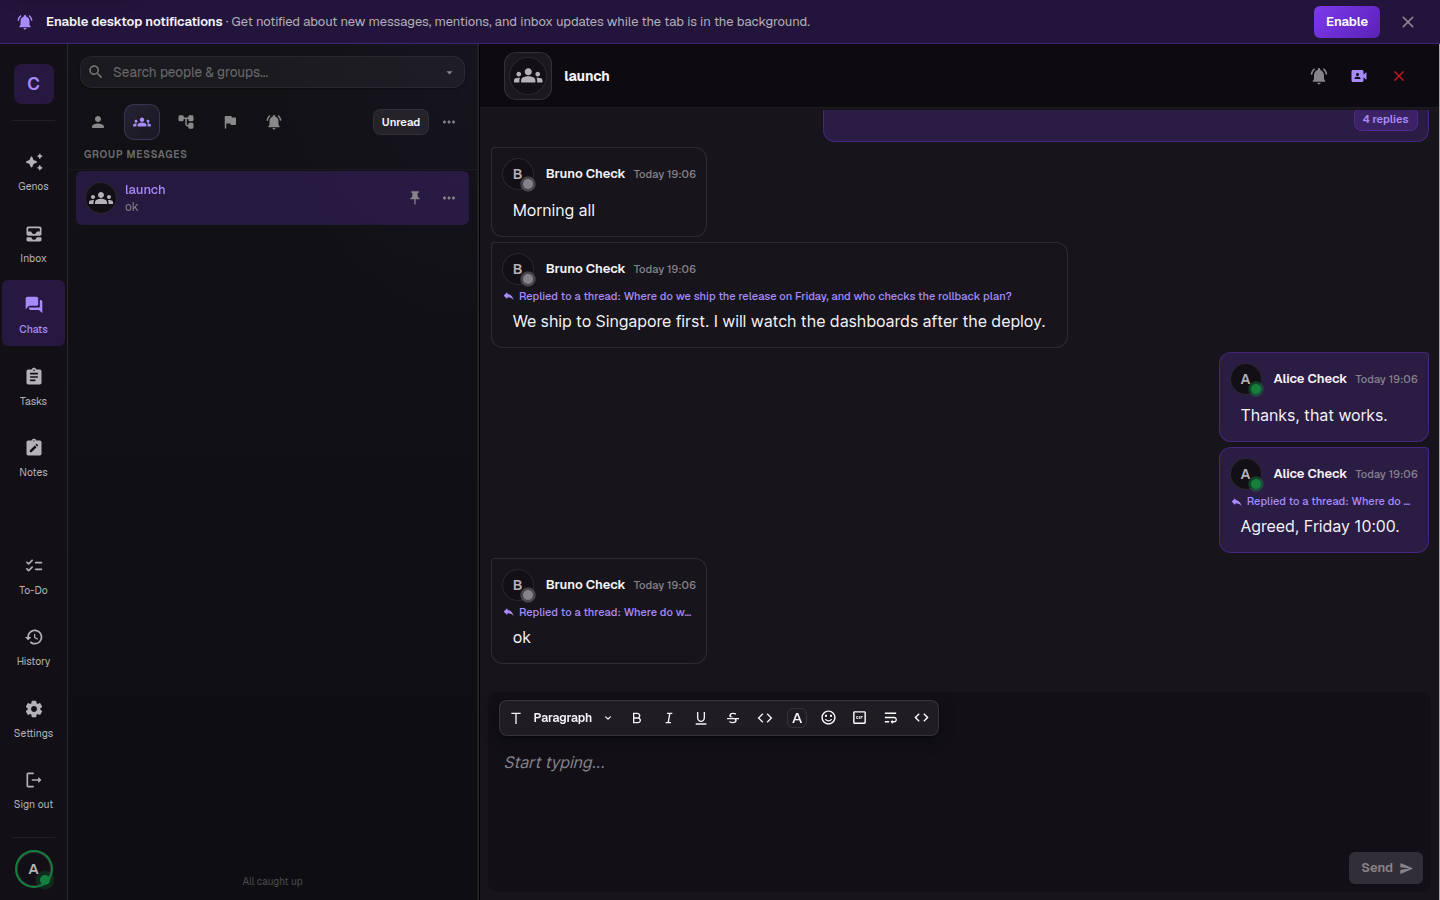 Enable desktop notifications · Get notified about new messages, mentions, and inbox updates while the tab is in the background.
Enable
C
Genos
Inbox
Chats
Tasks
Notes
To-Do
History
Settings
Sign out
A
Search people & groups...
Unread
GROUP MESSAGES
launch
ok
All caught up
launch
4 replies
B Bruno Check Today 19:06
Morning all
B Bruno Check Today 19:06
Replied to a thread: Where do we ship the release on Friday, and who checks the rollback plan?
We ship to Singapore first. I will watch the dashboards after the deploy.
A Alice Check Today 19:06
Thanks, that works.
A Alice Check Today 19:06
Replied to a thread: Where do ...
Agreed, Friday 10:00.
B Bruno Check Today 19:06
Replied to a thread: Where do w...
ok
T Paragraph B I U S A GIF
Start typing...
Send